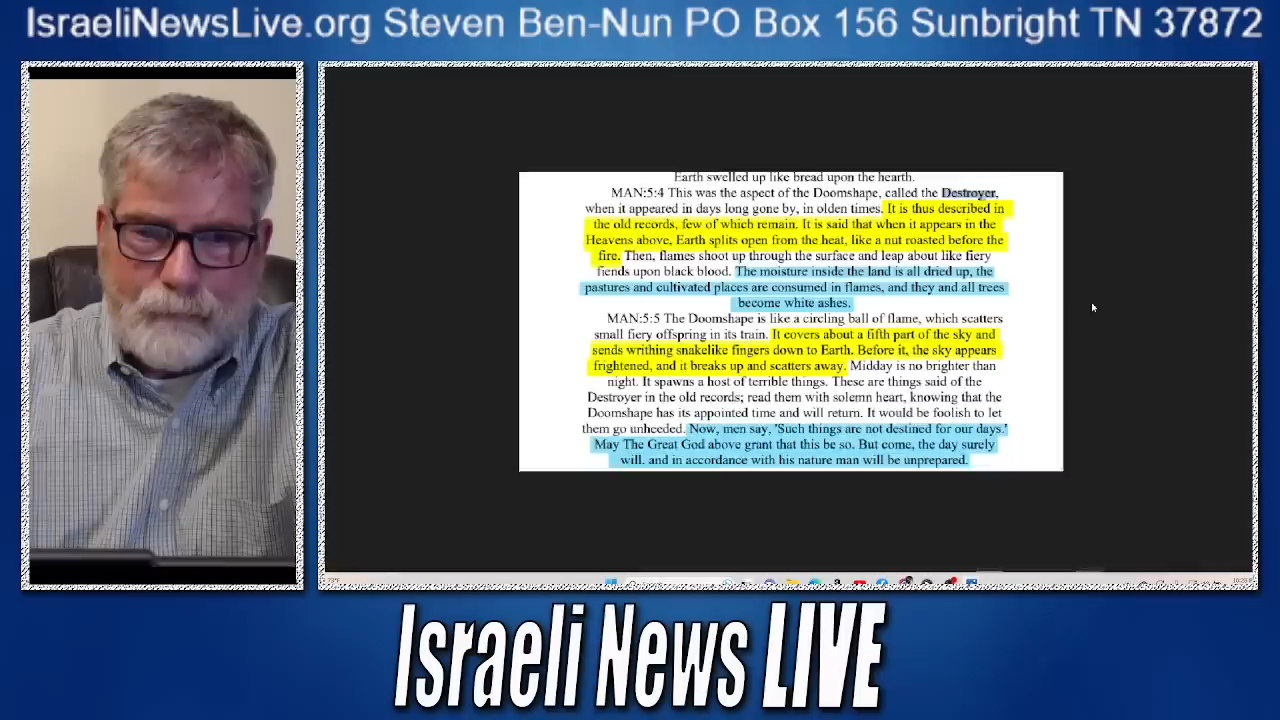 IsraeliNewsLive.org Steven Ben-Nun PO Box 156 Sunbright TN 37872
Earth swelled up like bread upon the hearth.
MAN:5:4 This was the aspect of the Doomshape, called the Destroyer,
when it appeared in days long gone by, in olden times. It is thus described in
the old records, few of which remain. It is said that when it appears in the
Heavens above, Earth splits open from the heat, like a nut roasted before the
fire. Then, flames shoot up through the surface and leap about like fiery
fiends upon black blood. The moisture inside the land is all dried up, the
pastures and cultivated places are consumed in flames, and they and all trees
become white ashes.
MAN:5:5 The Doomshape is like a circling ball of flame, which scatters
small fiery offspring in its train. It covers about a fifth part of the sky and
sends writhing snakelike fingers down to Earth. Before it, the sky appears
frightened, and it breaks up and scatters away. Midday is no brighter than
night. It spawns a host of terrible things. These are things said of the
Destroyer in the old records; read them with solemn heart, knowing that the
Doomshape has its appointed time and will return. It would be foolish to let
them go unheeded. Now, men say, 'Such things are not destined for our days.'
May The Great God above grant that this be so. But come, the day surely
will. and in accordance with his nature man will be unprepared.
Israeli News LIVE